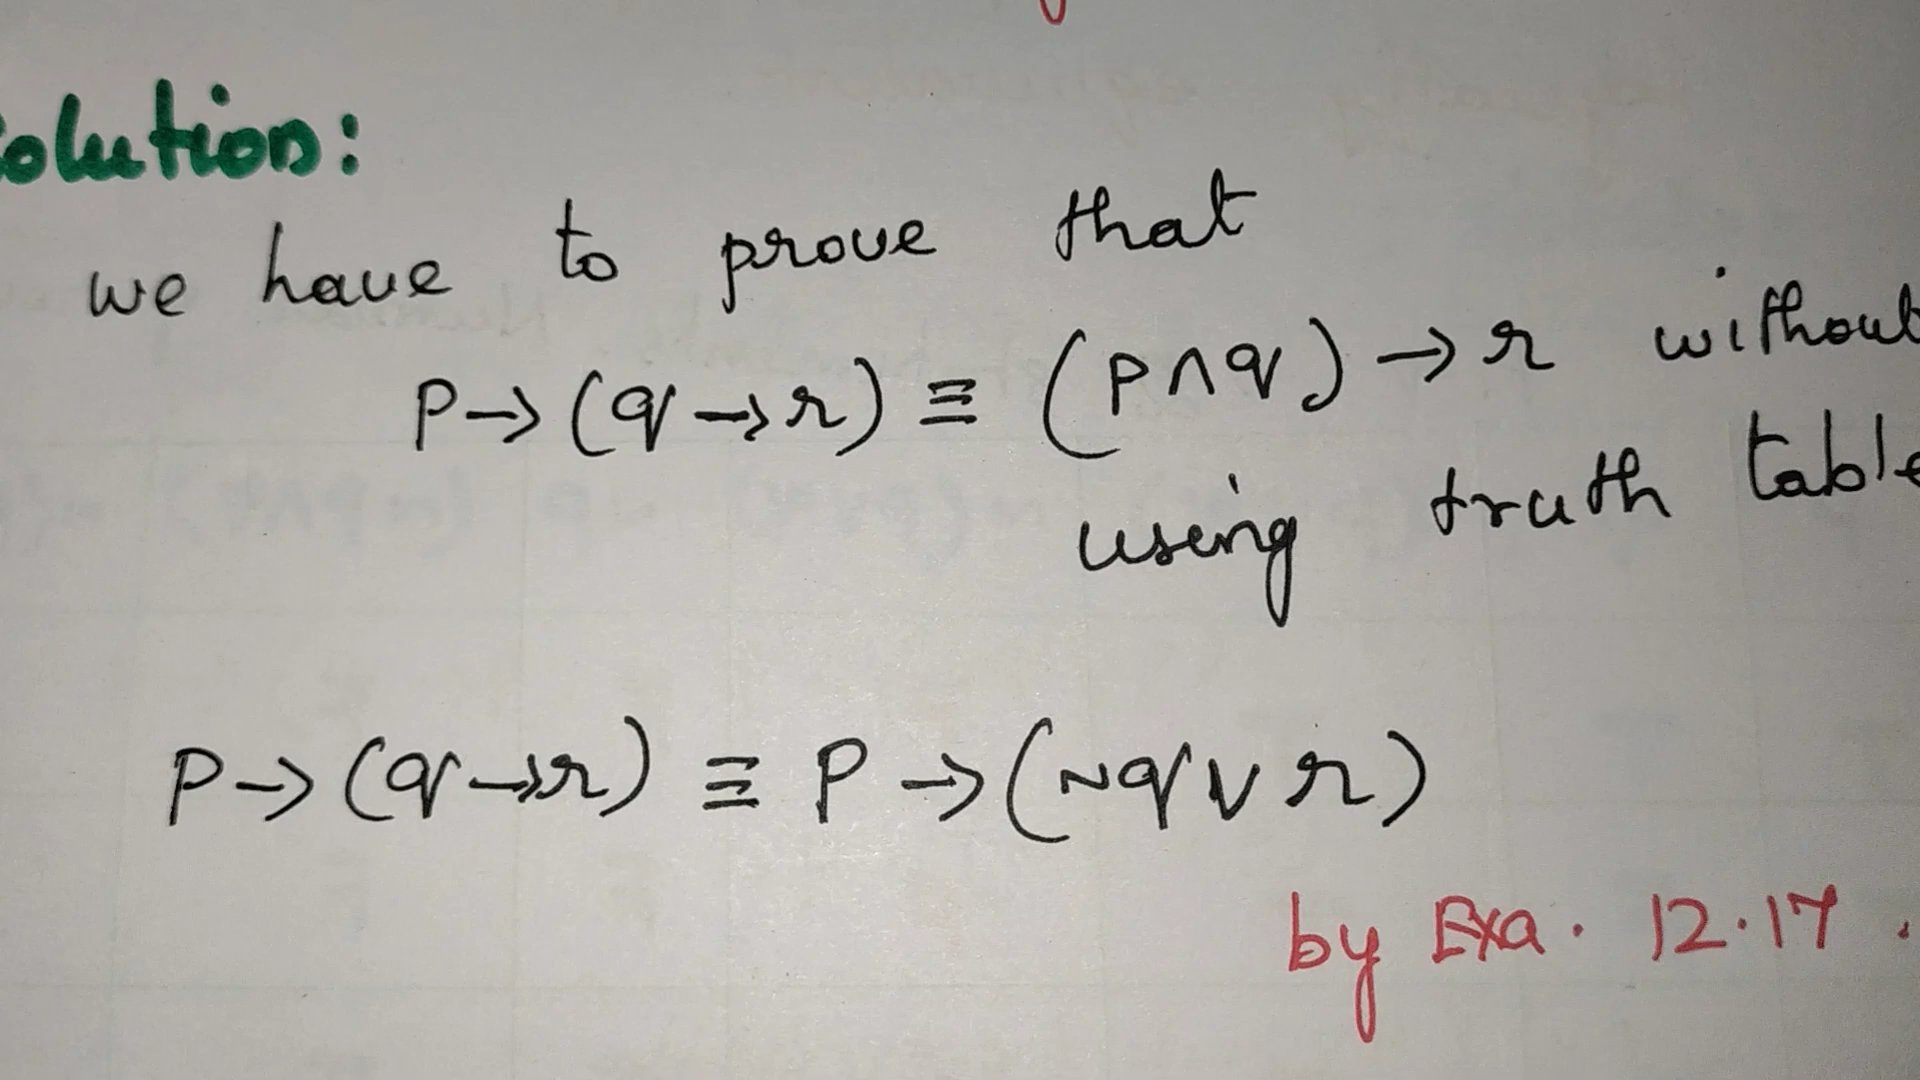 olution:
we have to prove that
p→(q→r) ≡ (p∧q)→r without
using truth table
p→(q→r) ≡ p→(~q∨r)
by Exa. 12.17.